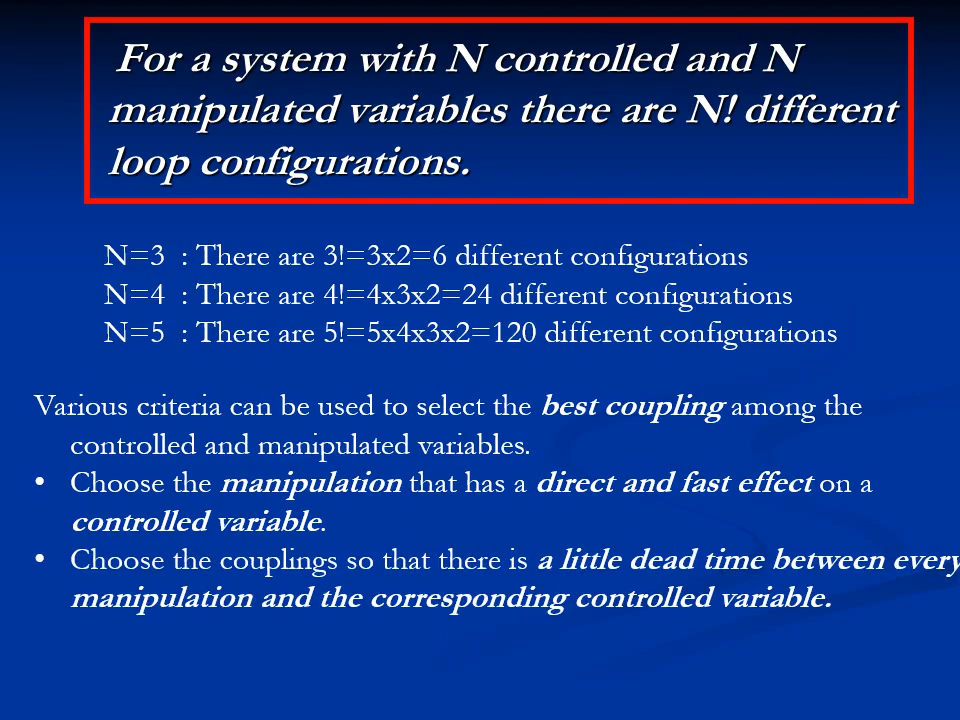 For a system with N controlled and N
manipulated variables there are N! different
loop configurations.
N=3 : There are 3!=3x2=6 different configurations
N=4 : There are 4!=4x3x2=24 different configurations
N=5 : There are 5!=5x4x3x2=120 different configurations
Various criteria can be used to select the best coupling among the
controlled and manipulated variables.
• Choose the manipulation that has a direct and fast effect on a
controlled variable.
• Choose the couplings so that there is a little dead time between every
manipulation and the corresponding controlled variable.